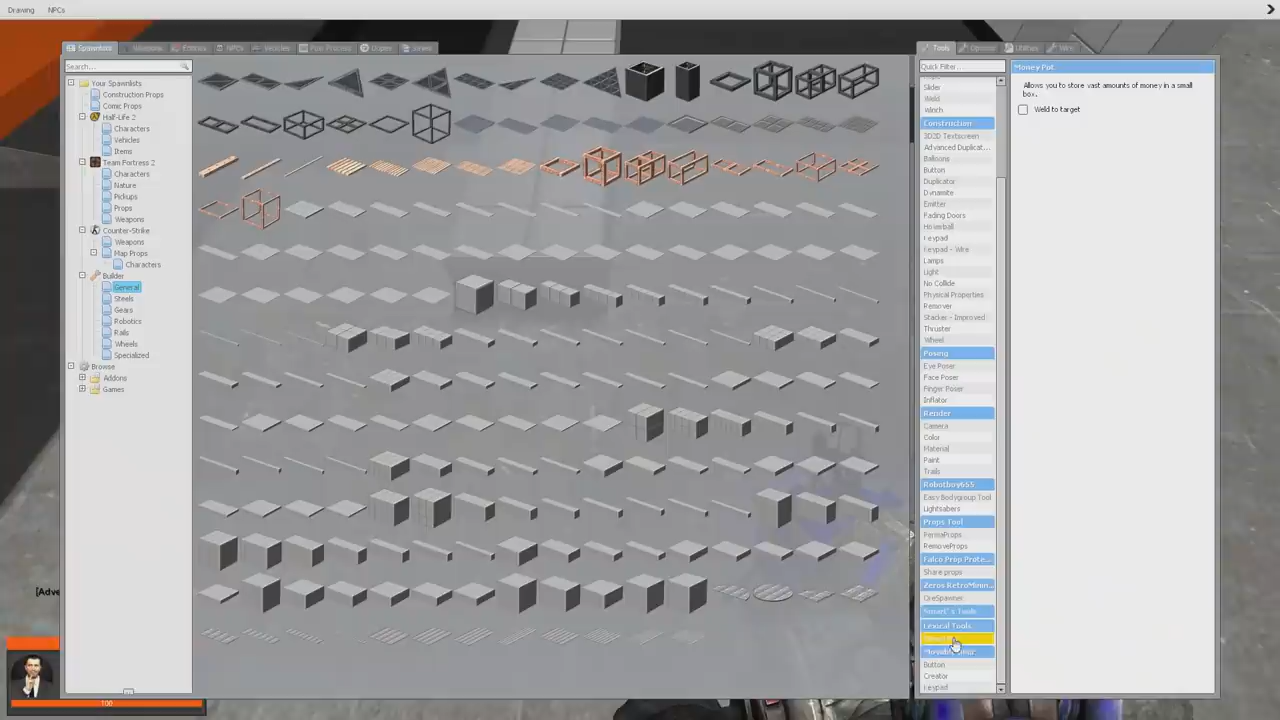 Drawing NPCs
Spawnlists Weapons Entities NPCs Vehicles Post Process Dupes Saves
Search...
Your Spawnlists
Construction Props
Comic Props
Half-Life 2
Characters
Vehicles
Items
Team Fortress 2
Characters
Nature
Pickups
Props
Weapons
Counter-Strike
Weapons
Map Props
Characters
Builder
General
Steels
Gears
Robotics
Rails
Wheels
Specialized
Browse
Addons
Games
[Adve
100
Tools Options Utilities Wire
Quick Filter...
Slider
Weld
Winch
Construction
3D2D Textscreen
Advanced Duplicat...
Balloons
Button
Duplicator
Dynamite
Emitter
Fading Doors
Hoverball
Keypad
Keypad - Wire
Lamps
Light
No Collide
Physical Properties
Remover
Stacker - Improved
Thruster
Wheel
Posing
Eye Poser
Face Poser
Finger Poser
Inflator
Render
Camera
Color
Material
Paint
Trails
Robotboy655
Easy Bodygroup Tool
Lightsabers
Props Tool
PermaProps
RemoveProps
Falco Prop Prote...
Share props
Zeros RetroMinin...
OreSpawner
Lexical Tools
Button
Creator
Keypad
Money Pot.
Allows you to store vast amounts of money in a small
box.
Weld to target